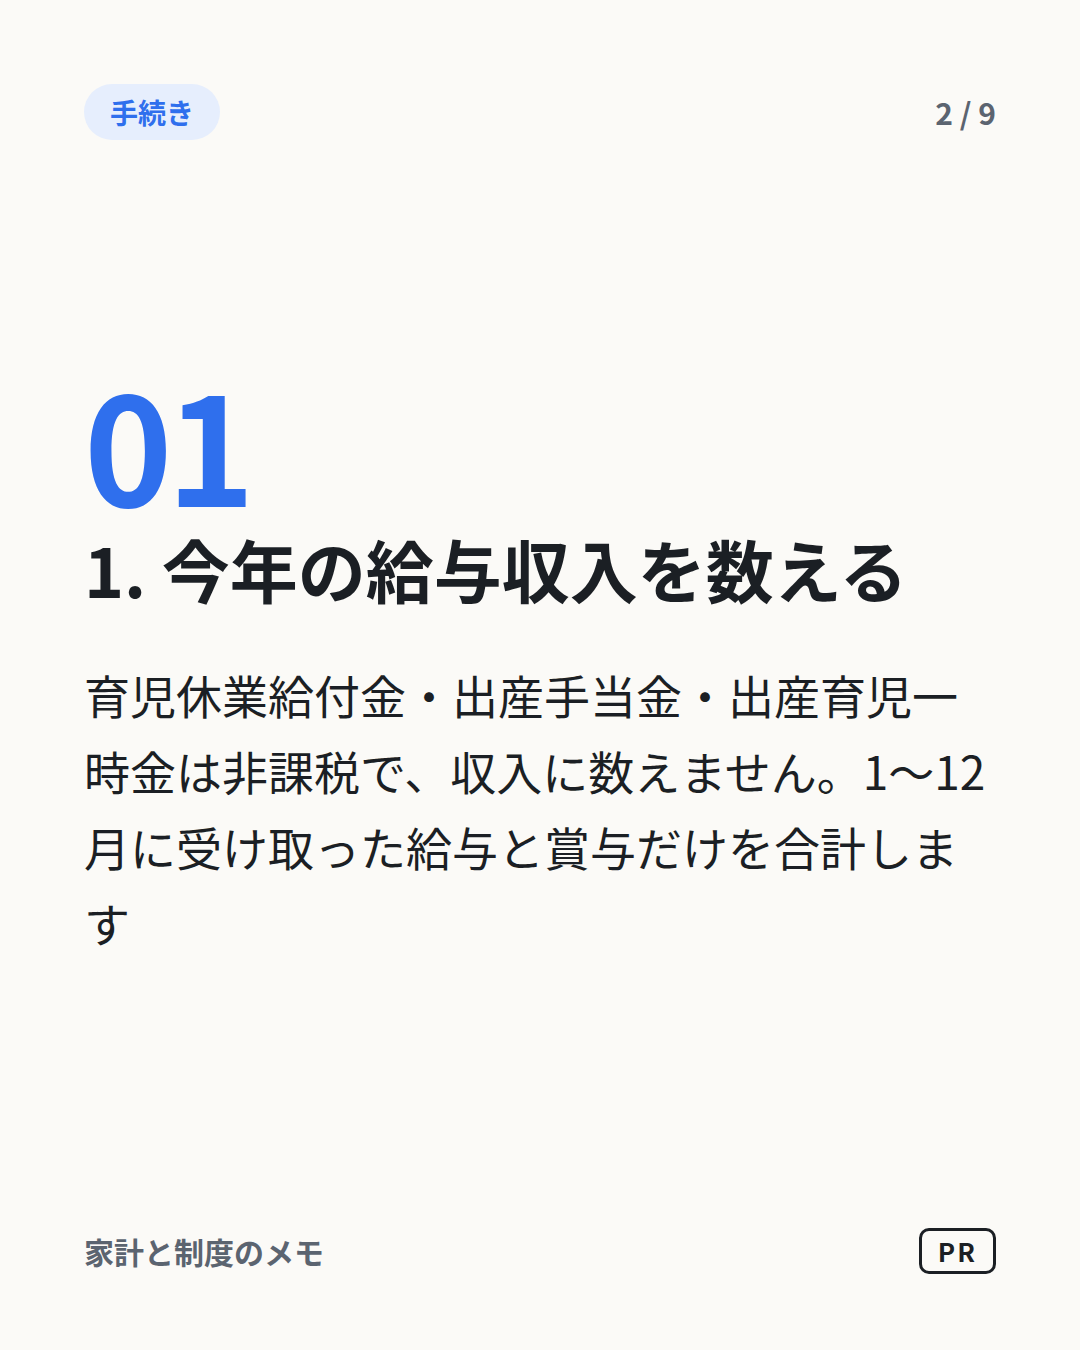 手続き
2 / 9
01
1. 今年の給与収入を数える
育児休業給付金・出産手当金・出産育児一
時金は非課税で、収入に数えません。1〜12
月に受け取った給与と賞与だけを合計しま
す
家計と制度のメモ
PR